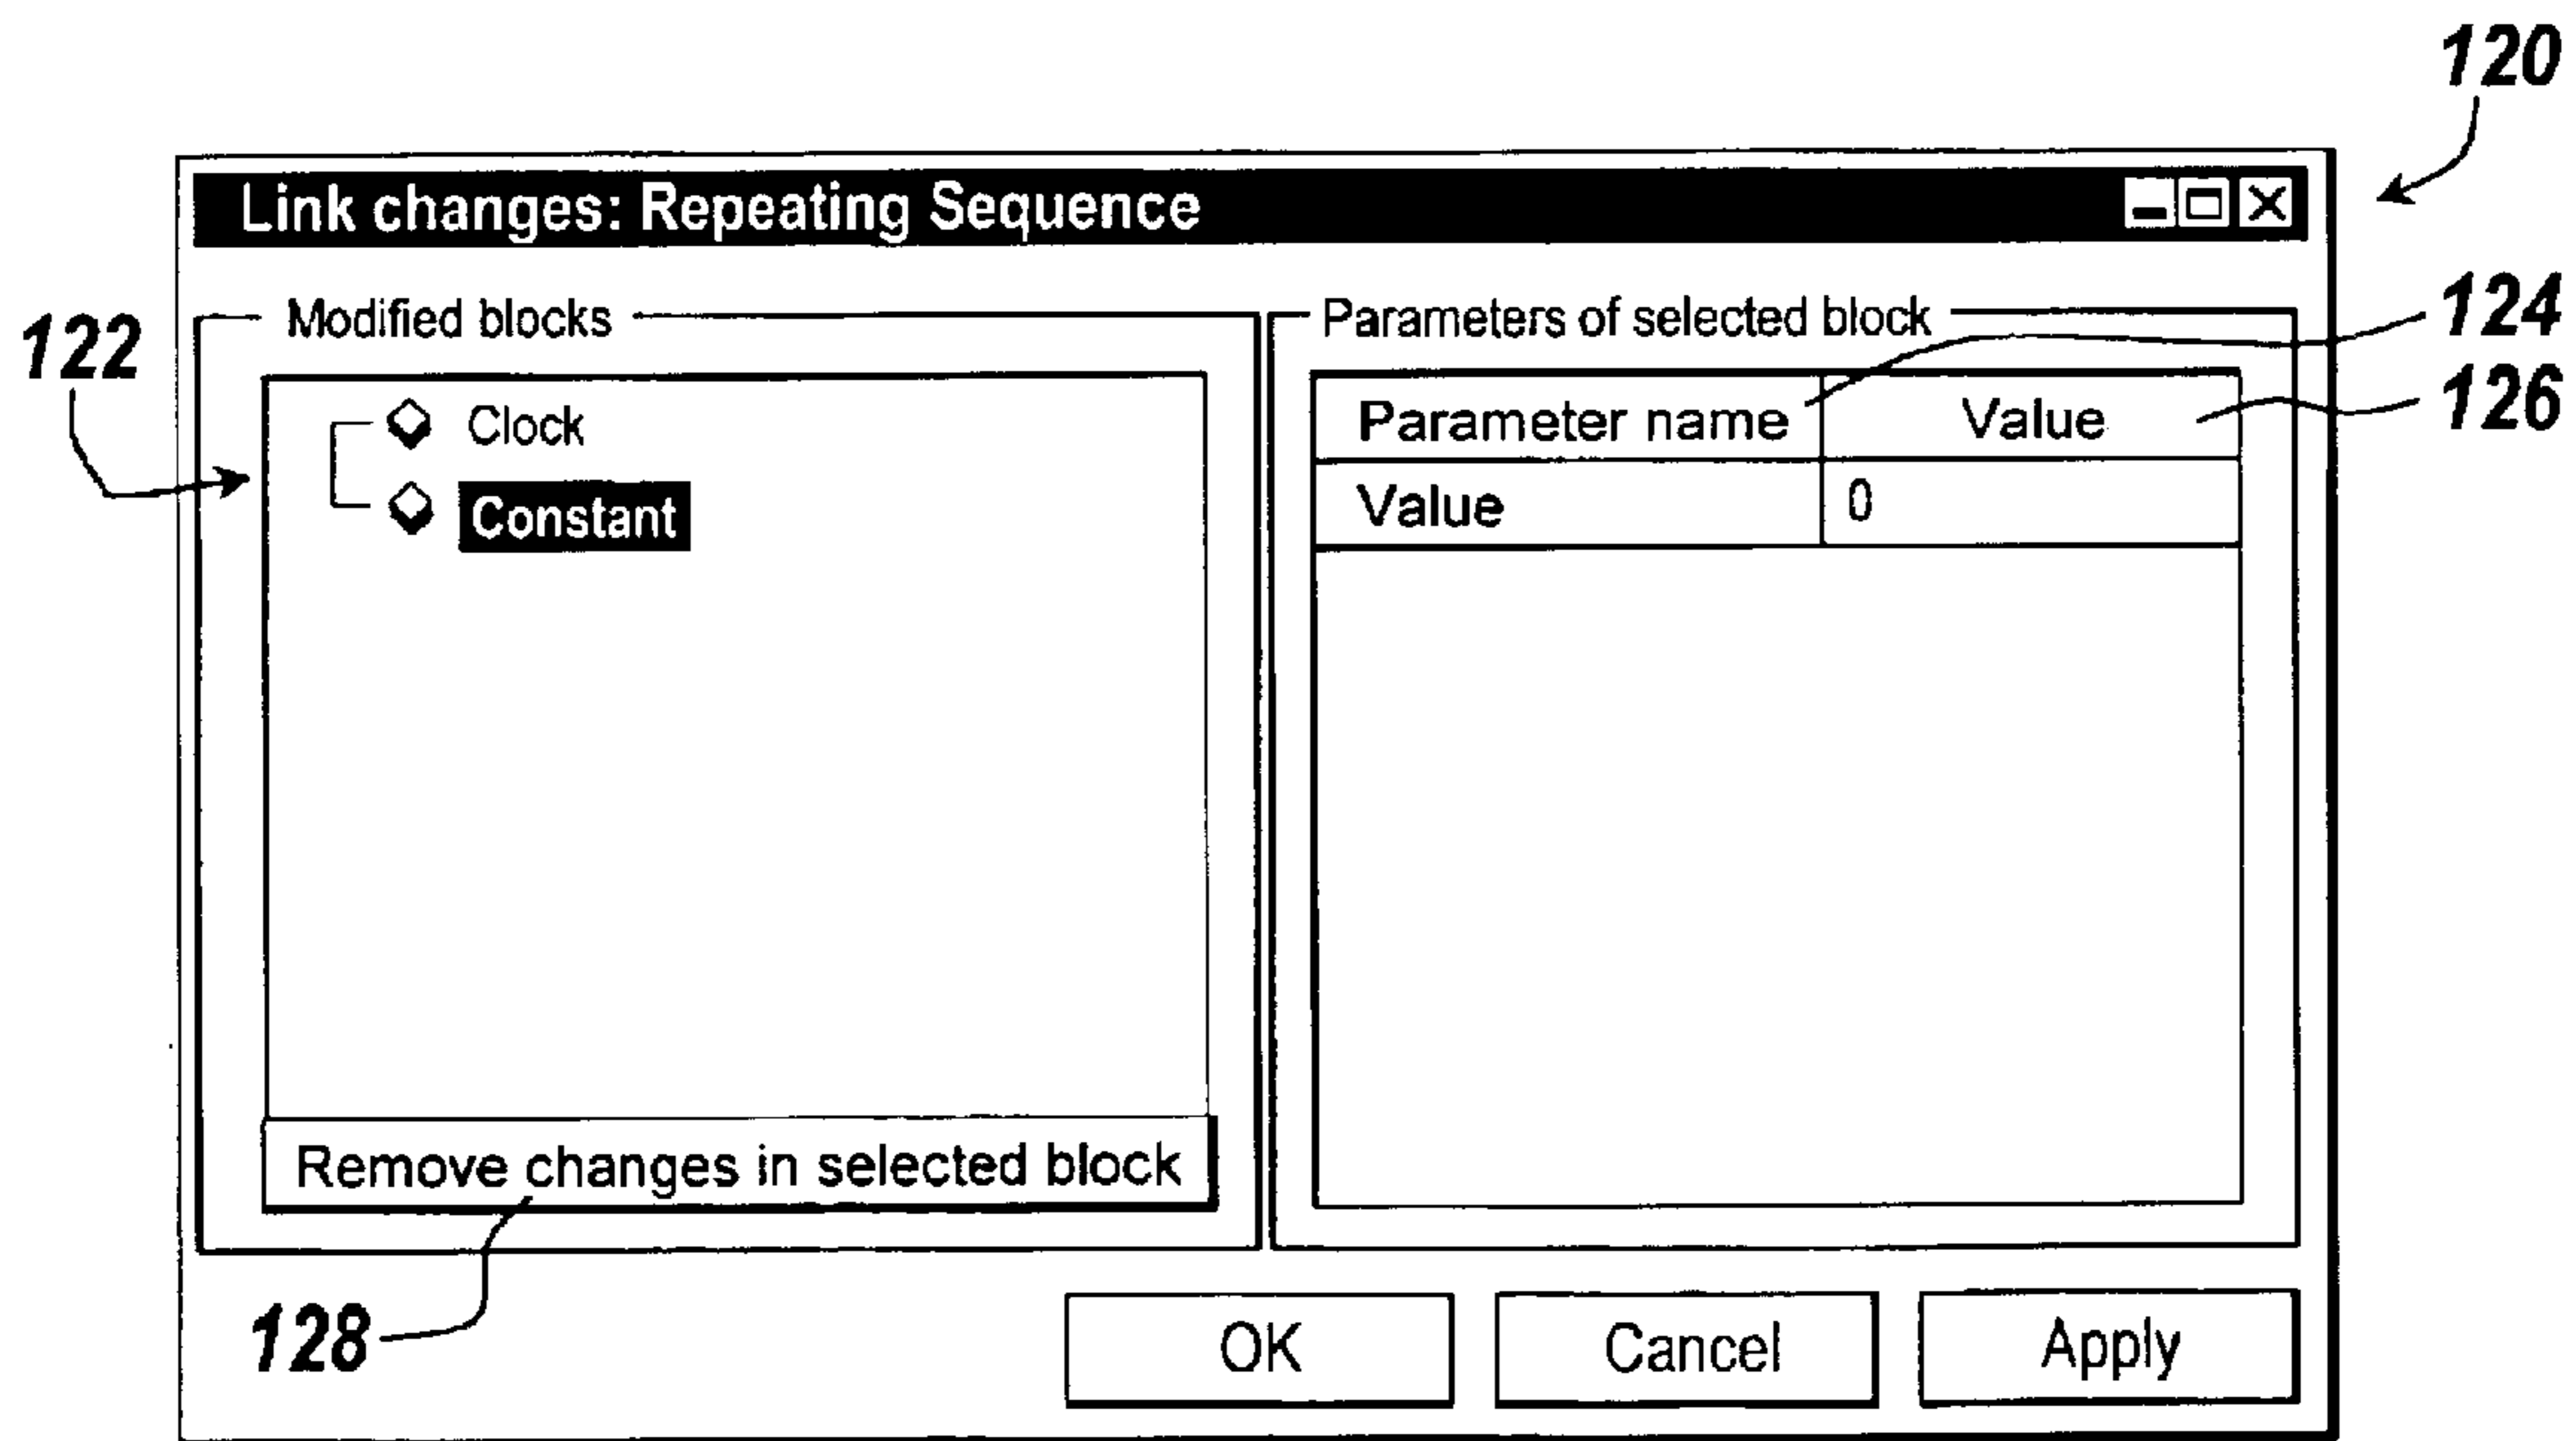 120
Link changes: Repeating Sequence
122
Modified blocks
Parameters of selected block
124
126
Clock
Constant
Parameter name Value
Value 0
Remove changes in selected block
128
OK Cancel Apply